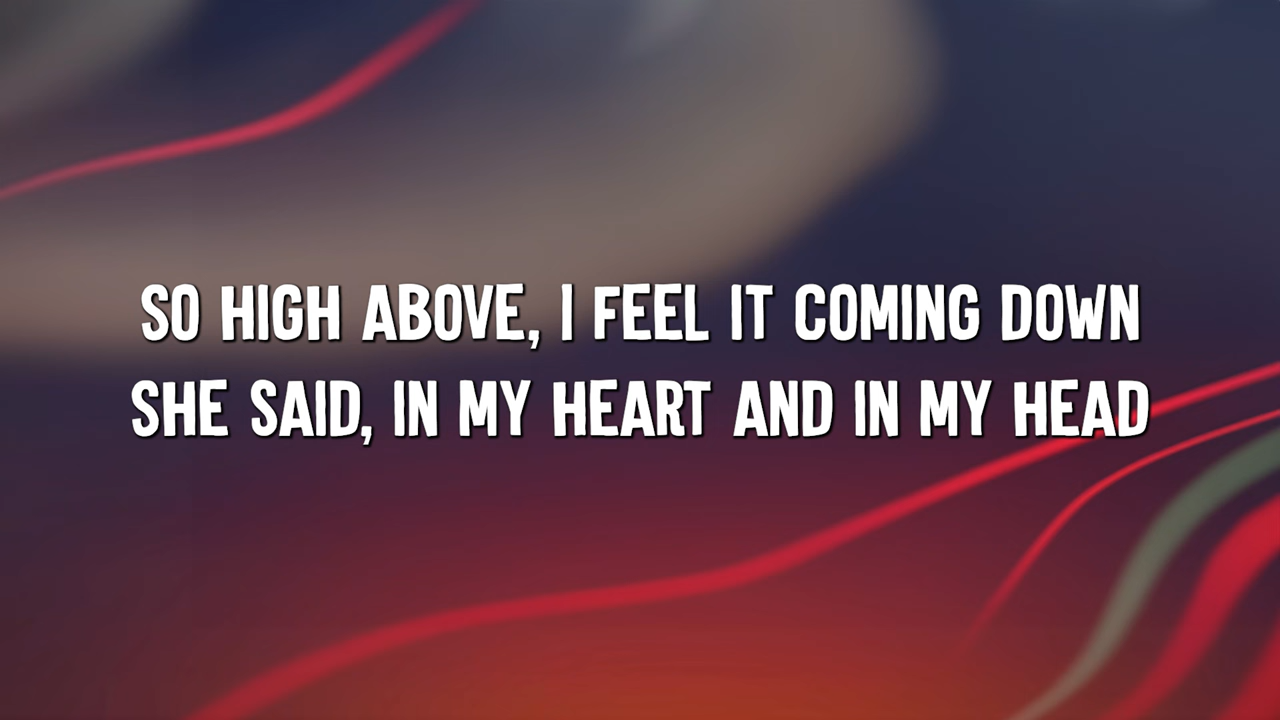 SO HIGH ABOVE, I FEEL IT COMING DOWN
SHE SAID, IN MY HEART AND IN MY HEAD